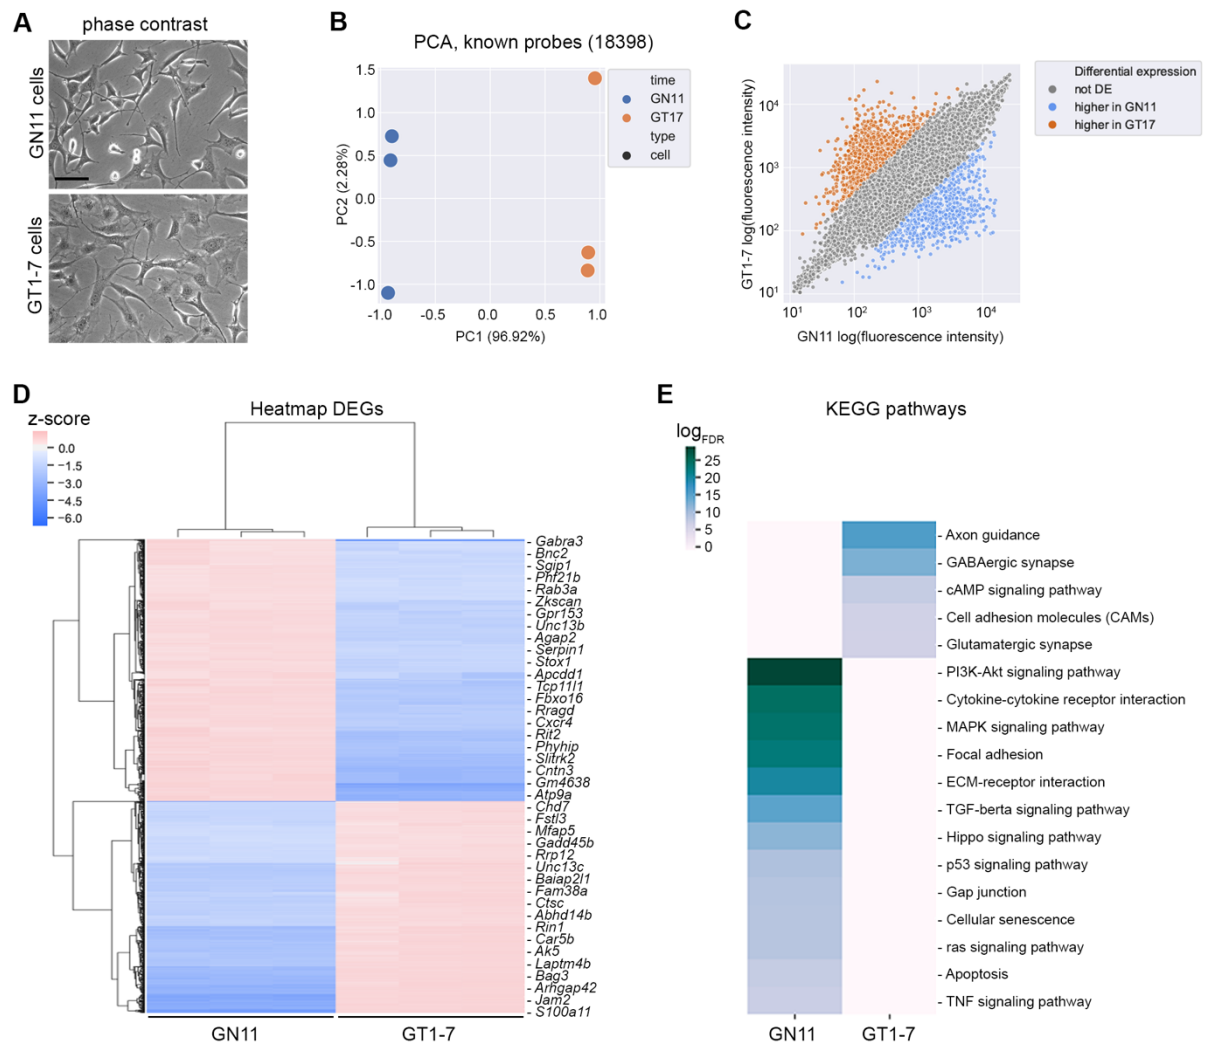 A
phase contrast
GN11 cells
GT1-7 cells
B
PCA, known probes (18398)
1.5
1.0
0.5
0.0
-0.5
-1.0
PC2 (2.28%)
-1.0
-0.5
0.0
0.5
1.0
PC1 (96.92%)
time
GN11
GT17
type
cell
C
GT1-7 log(fluorescence intensity)
10⁴
10³
10²
10¹
10¹
10²
10³
10⁴
GN11 log(fluorescence intensity)
Differential expression
not DE
higher in GN11
higher in GT17
D
Heatmap DEGs
z-score
0.0
−1.5
−3.0
−4.5
−6.0
- Gabra3
- Bnc2
- Sgip1
- Phf21b
- Rab3a
- Zkscan
- Gpr153
- Unc13b
- Agap2
- Serpin1
- Stox1
- Apcdd1
- Tcp11l1
- Fbxo16
- Rragd
- Cxcr4
- Rit2
- Phyhip
- Slitrk2
- Cntn3
- Gm4638
- Atp9a
- Chd7
- Fstl3
- Mfap5
- Gadd45b
- Rrp12
- Unc13c
- Baiap2l1
- Fam38a
- Ctsc
- Abhd14b
- Rin1
- Car5b
- Ak5
- Laptm4b
- Bag3
- Arhgap42
- Jam2
- S100a11
GN11
GT1-7
E
KEGG pathways
log FDR
25
20
15
10
5
0
- Axon guidance
- GABAergic synapse
- cAMP signaling pathway
- Cell adhesion molecules (CAMs)
- Glutamatergic synapse
- PI3K-Akt signaling pathway
- Cytokine-cytokine receptor interaction
- MAPK signaling pathway
- Focal adhesion
- ECM-receptor interaction
- TGF-berta signaling pathway
- Hippo signaling pathway
- p53 signaling pathway
- Gap junction
- Cellular senescence
- ras signaling pathway
- Apoptosis
- TNF signaling pathway
GN11
GT1-7